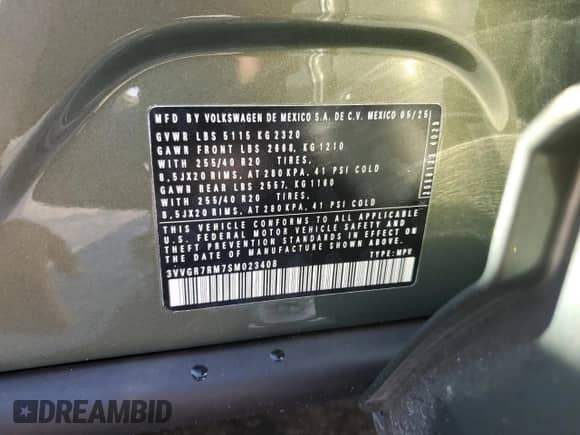 MFD BY VOLKSWAGEN DE MEXICO S.A. DE C.V. MEXICO 05/25
GVWR LBS 5115 KG 2320
GAWR FRONT LBS 2668, KG 1210
WITH 255/40 R20 TIRES,
8,5JX20 RIMS, AT 280 KPA, 41 PSI COLD
GAWR REAR LBS 2557, KG 1160
WITH 255/40 R20 TIRES,
8,5JX20 RIMS, AT 280 KPA, 41 PSI COLD
THIS VEHICLE CONFORMS TO ALL APPLICABLE
U.S. FEDERAL MOTOR VEHICLE SAFETY AND
THEFT PREVENTION STANDARDS IN EFFECT ON
THE DATE OF MANUFACTURE SHOWN ABOVE.
3VVGR7RM7SM023408 TYPE: MPV
DREAMBID